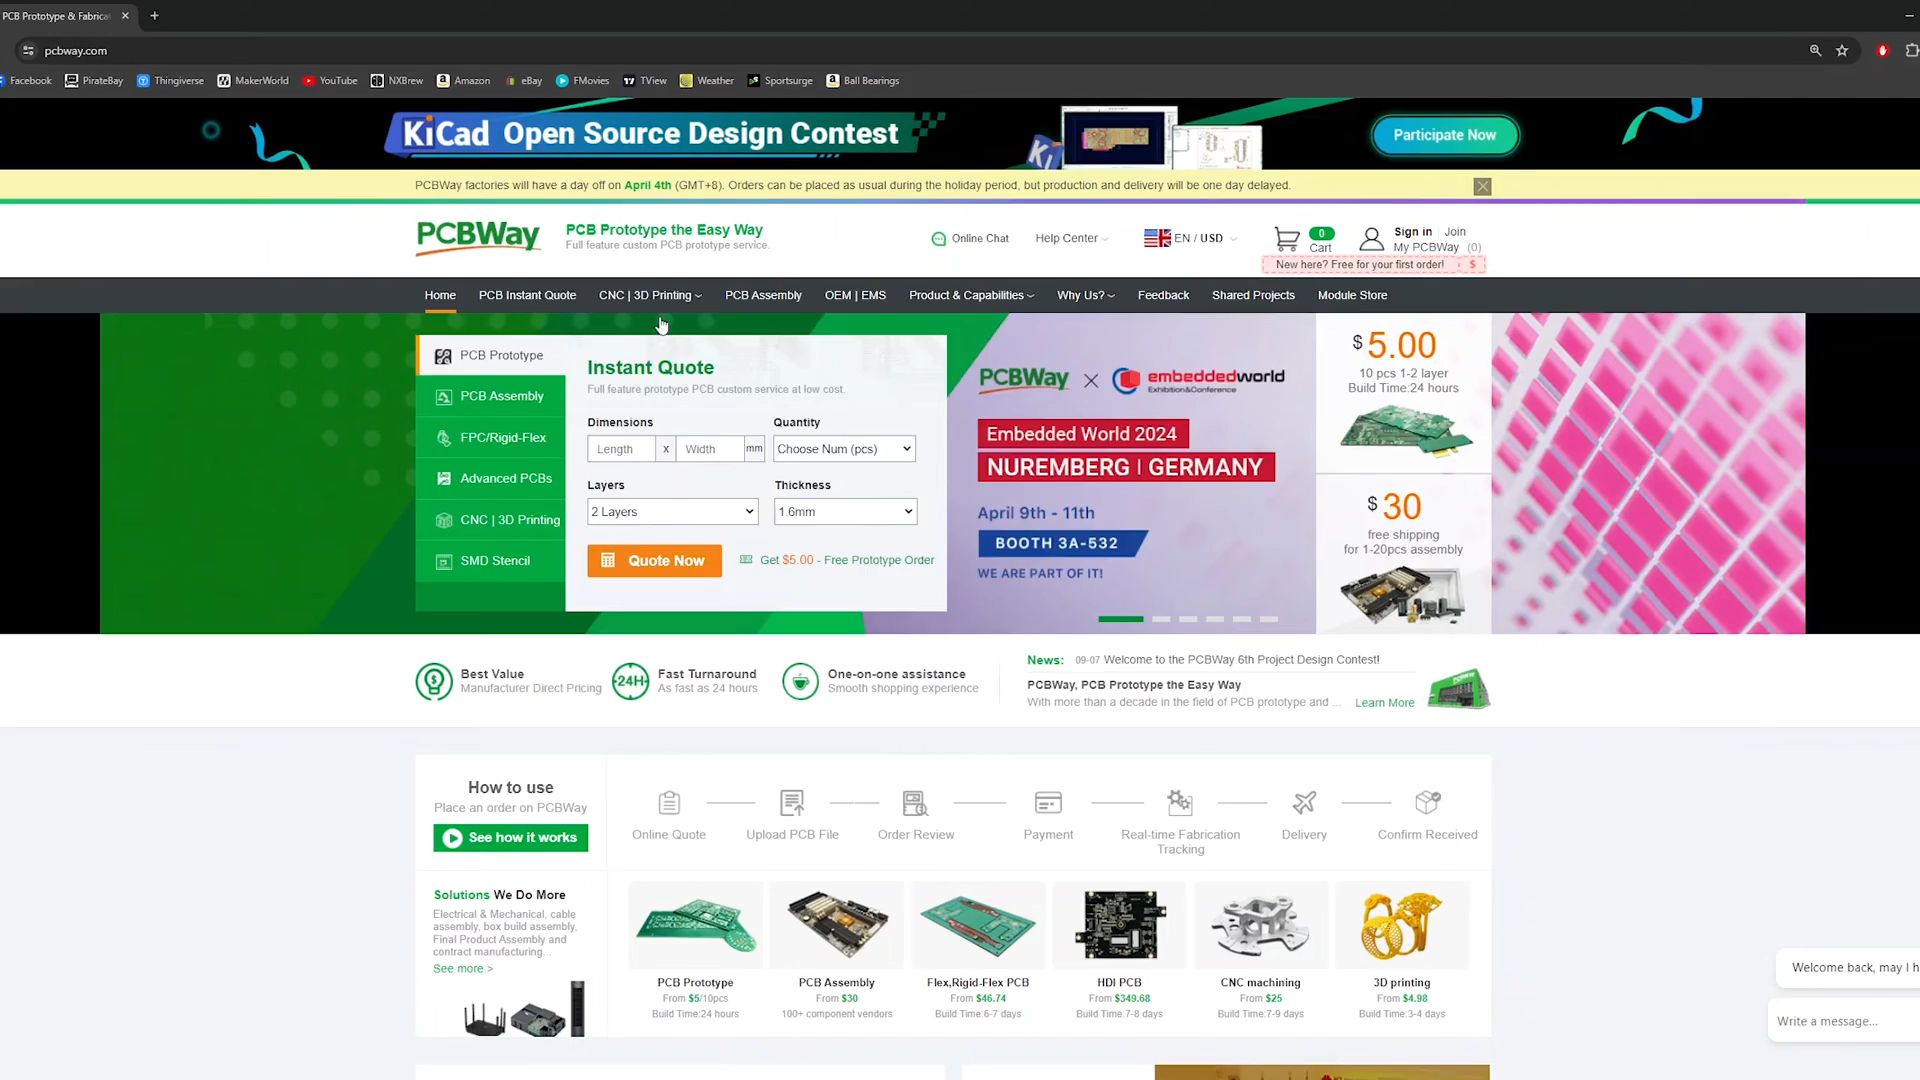 PCB Prototype & Fabrica
pcbway.com
Facebook
PirateBay
Thingiverse
MakerWorld
YouTube
NXBrew
Amazon
eBay
FMovies
TView
Weather
Sportsurge
Ball Bearings
KiCad Open Source Design Contest
Participate Now
PCBWay factories will have a day off on April 4th (GMT+8). Orders can be placed as usual during the holiday period, but production and delivery will be one day delayed.
PCBWay
PCB Prototype the Easy Way
Full feature custom PCB prototype service.
Online Chat
Help Center
EN / USD
0
Cart
Sign in
Join
My PCBWay (0)
New here? Free for your first order! › $
Home
PCB Instant Quote
CNC | 3D Printing
PCB Assembly
OEM | EMS
Product & Capabilities
Why Us?
Feedback
Shared Projects
Module Store
PCB Prototype
PCB Assembly
FPC/Rigid-Flex
Advanced PCBs
CNC | 3D Printing
SMD Stencil
Instant Quote
Full feature prototype PCB custom service at low cost.
Dimensions
Quantity
Length x Width mm
Choose Num (pcs)
Layers
Thickness
2 Layers
1.6mm
Quote Now
Get $5.00 - Free Prototype Order
PCBWay X embeddedworld
Exhibition&Conference
Embedded World 2024
NUREMBERG | GERMANY
April 9th - 11th
BOOTH 3A-532
WE ARE PART OF IT!
$ 5.00
10 pcs 1-2 layer
Build Time:24 hours
$ 30
free shipping
for 1-20pcs assembly
Best Value
Manufacturer Direct Pricing
24H
Fast Turnaround
As fast as 24 hours
One-on-one assistance
Smooth shopping experience
News: 09-07 Welcome to the PCBWay 6th Project Design Contest!
PCBWay, PCB Prototype the Easy Way
With more than a decade in the field of PCB prototype and ...
Learn More
How to use
Place an order on PCBWay
See how it works
Online Quote
Upload PCB File
Order Review
Payment
Real-time Fabrication
Tracking
Delivery
Confirm Received
Solutions We Do More
Electrical & Mechanical, cable
assembly, box build assembly,
Final Product Assembly and
contract manufacturing...
See more >
PCB Prototype
From $5/10pcs
Build Time:24 hours
PCB Assembly
From $30
100+ component vendors
Flex,Rigid-Flex PCB
From $46.74
Build Time:6-7 days
HDI PCB
From $349.68
Build Time:7-8 days
CNC machining
From $25
Build Time:7-9 days
3D printing
From $4.98
Build Time:3-4 days
Welcome back, may I h
Write a message...